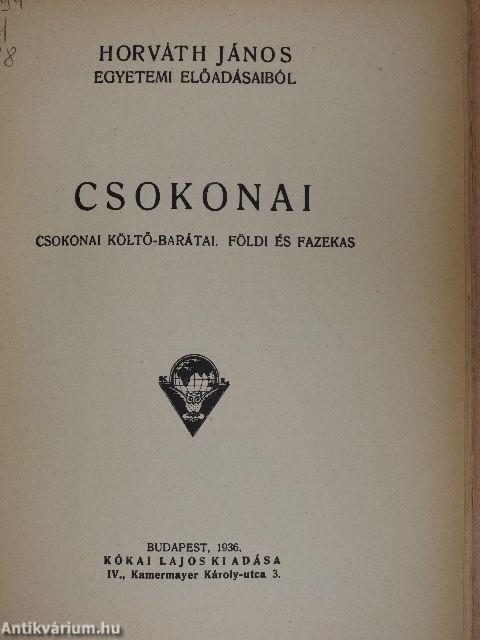 HORVÁTH JÁNOS
EGYETEMI ELŐADÁSAIBÓL
CSOKONAI
CSOKONAI KÖLTŐ-BARÁTAI. FÖLDI ÉS FAZEKAS
K L
BUDAPEST, 1936.
KÓKAI LAJOS KIADÁSA
IV., Kamermayer Károly-utca 3.
Antikvárium.hu